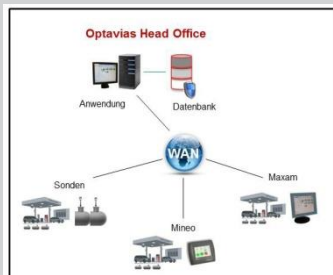 Optavias Head Office
Anwendung
Datenbank
WAN
Sonden
Maxam
Mineo